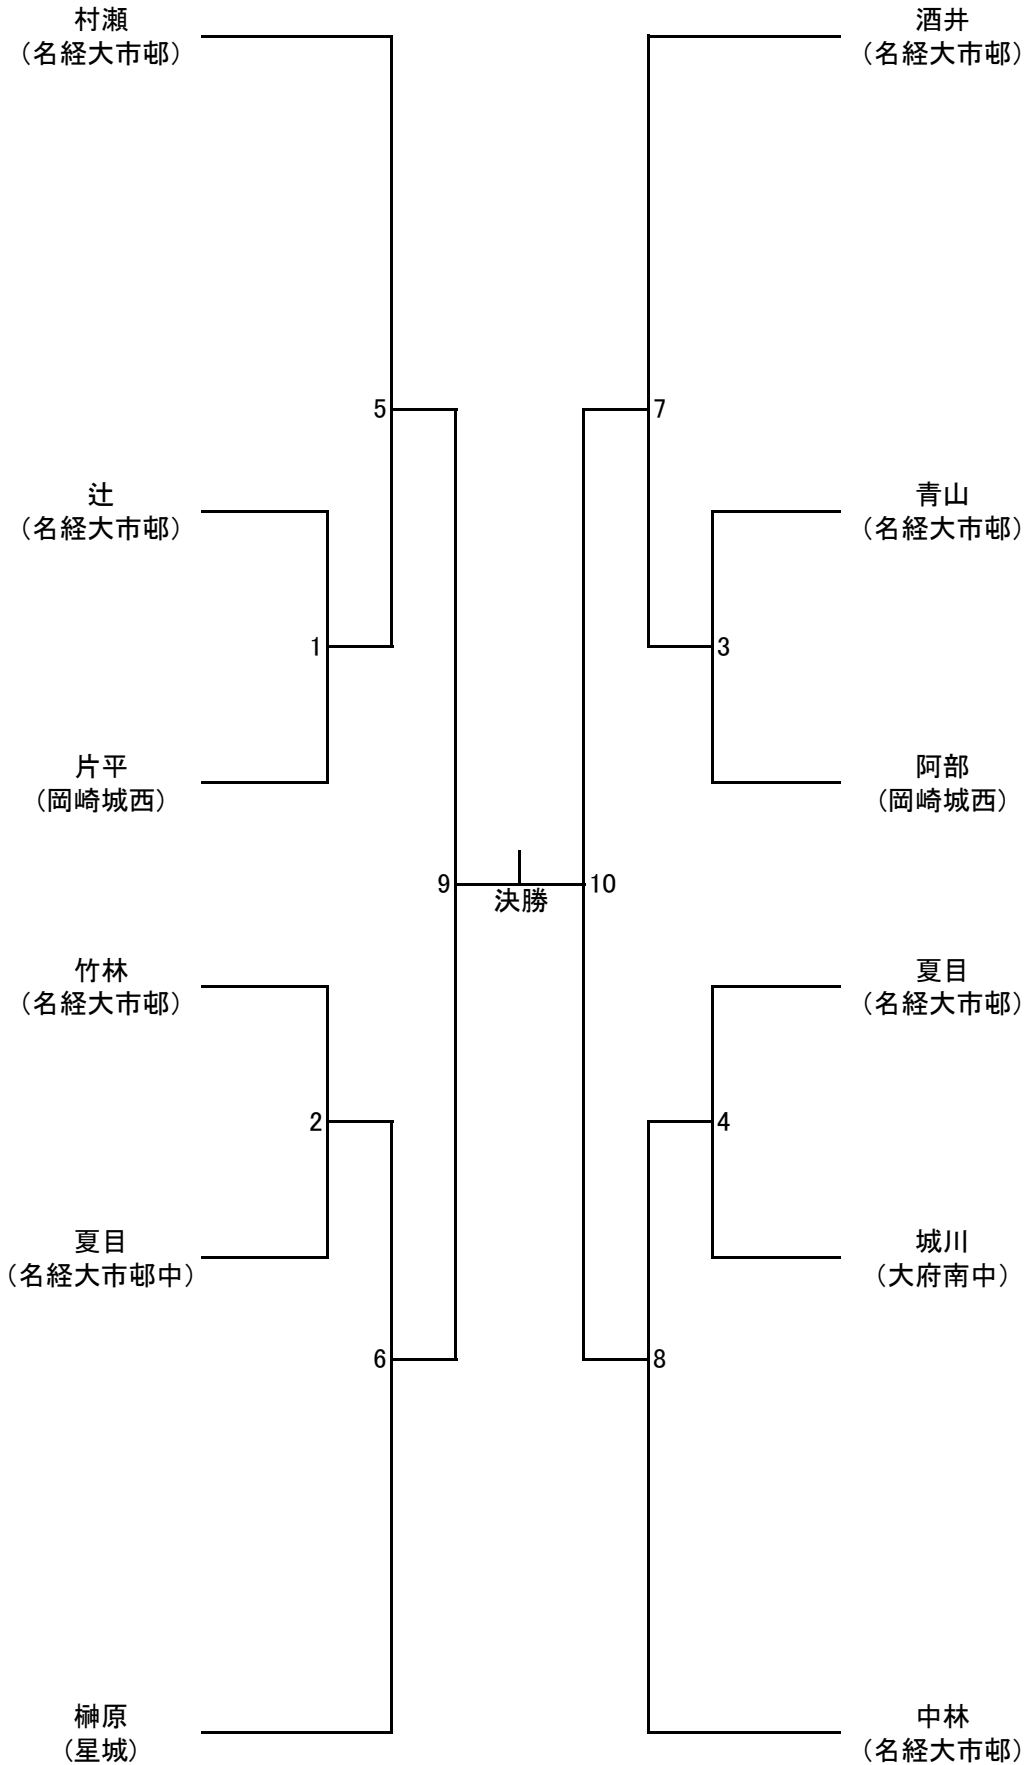 村瀬
（名経大市邨）
酒井
（名経大市邨）
5
7
辻
（名経大市邨）
青山
（名経大市邨）
1
3
片平
（岡崎城西）
阿部
（岡崎城西）
9
10
決勝
竹林
（名経大市邨）
夏目
（名経大市邨）
2
4
夏目
（名経大市邨中）
城川
（大府南中）
6
8
榊原
（星城）
中林
（名経大市邨）